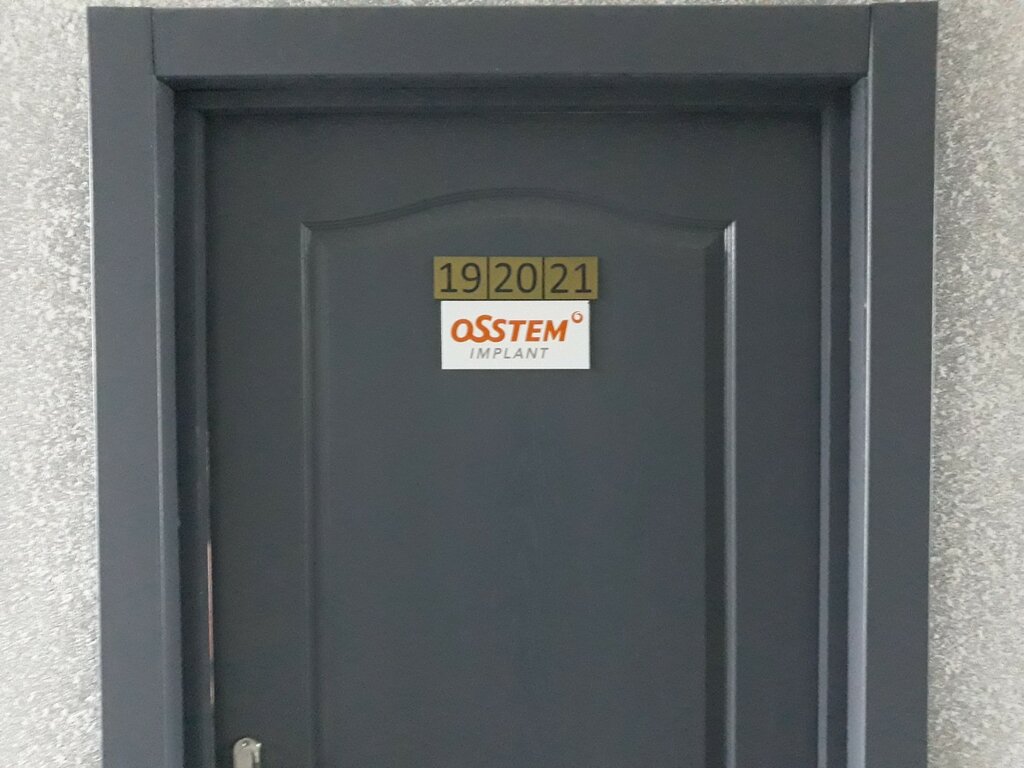 19 20 21
OSSTEM
IMPLANT